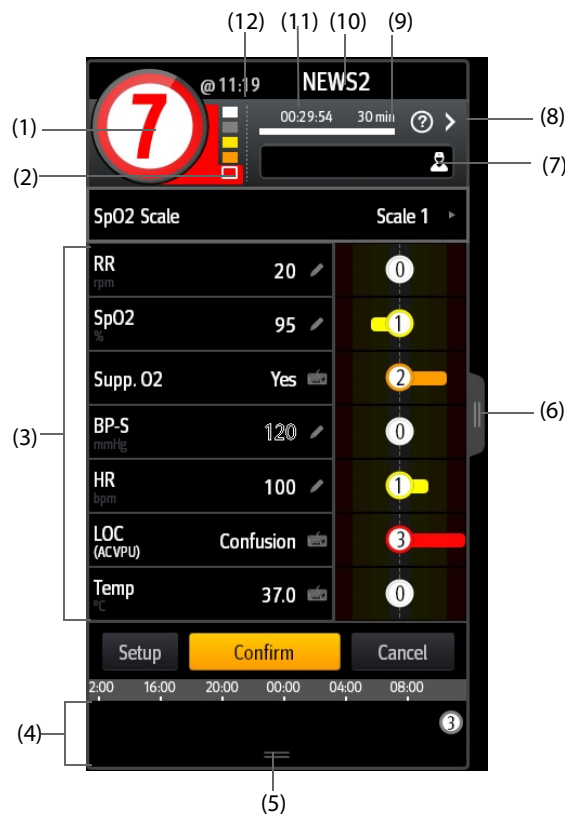 (12) (11) (10) (9)
@ 11:19 NEWS2
(1) 7 00:29:54 30 min ? (8)
(2) (7)
SpO2 Scale Scale 1
RR
rpm 20 0
SpO2
% 95 1
Supp. O2 Yes 2
(3) BP-S
mmHg 120 0
(6)
HR
bpm 100 1
LOC
(ACVPU) Confusion 3
Temp
°C 37.0 0
Setup Confirm Cancel
2:00 16:00 20:00 00:00 04:00 08:00
(4) 3
(5)